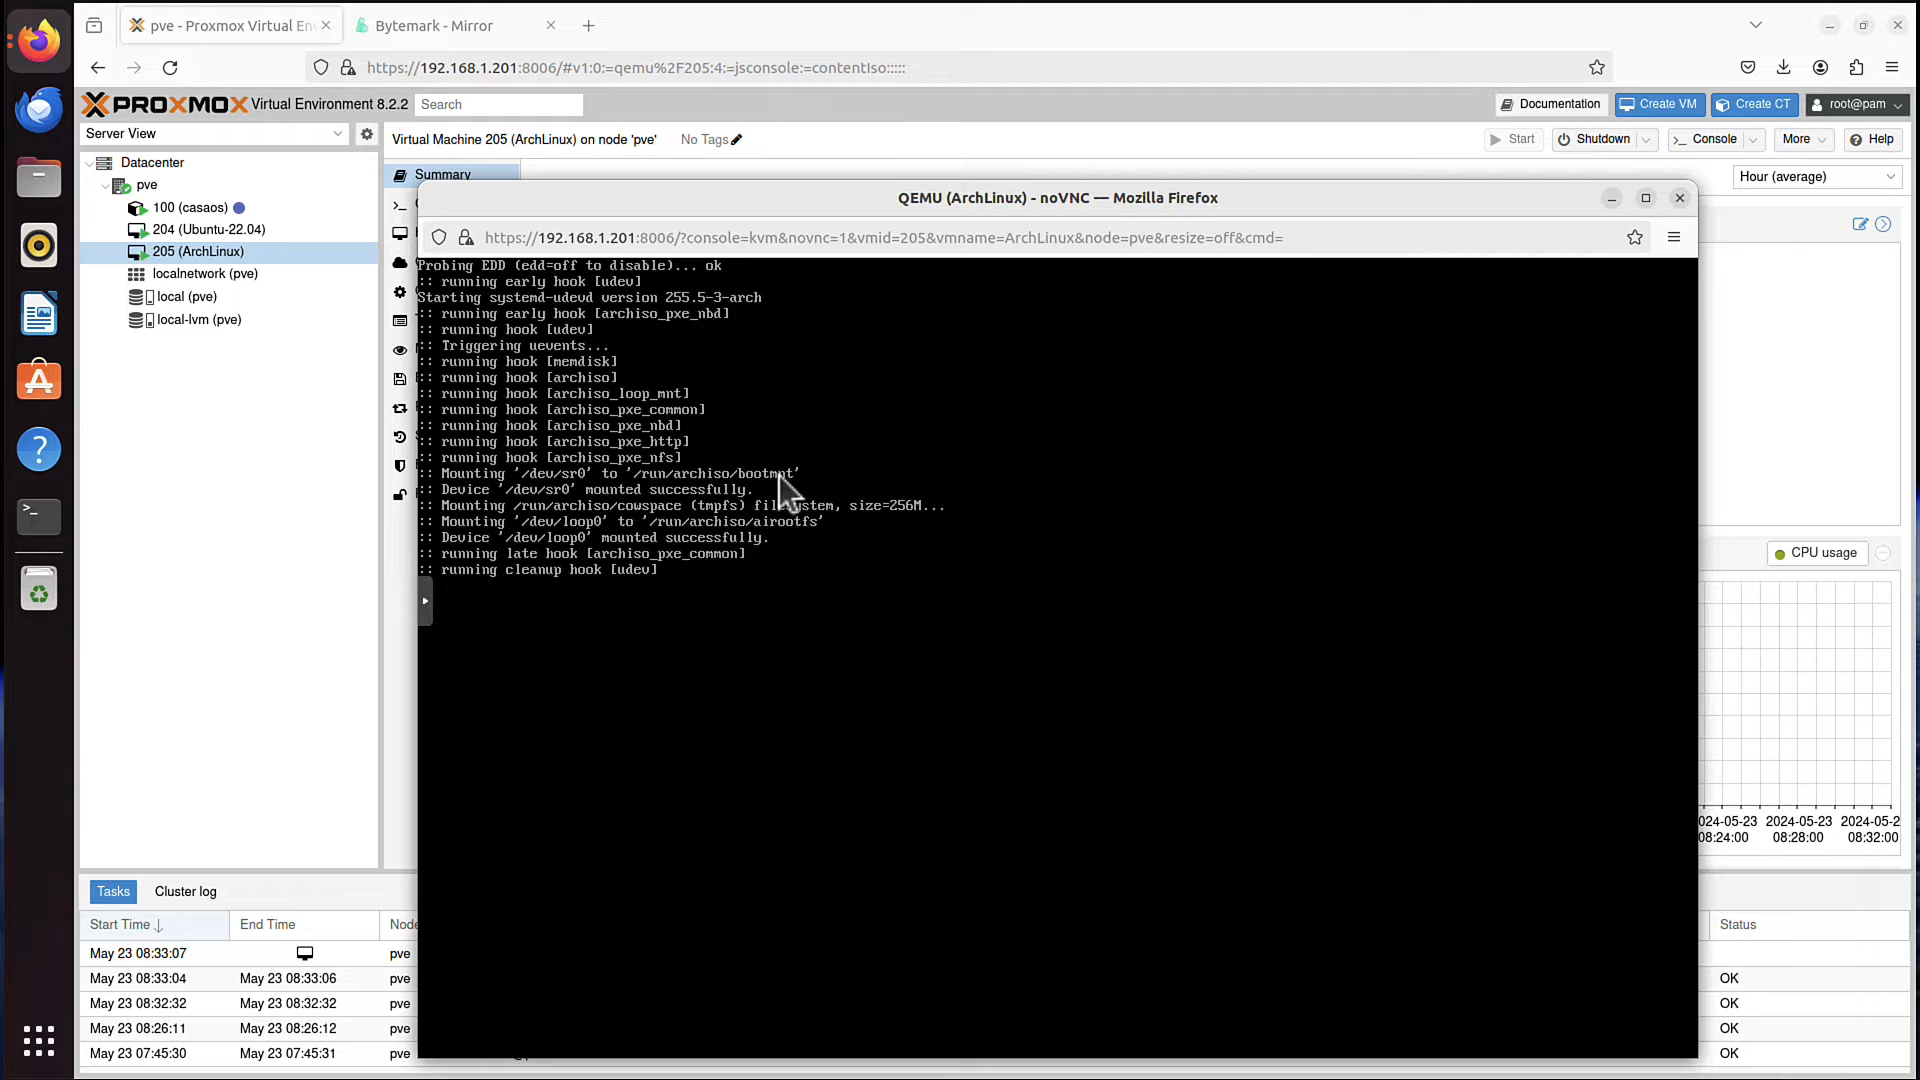 pve - Proxmox Virtual En
Bytemark - Mirror
https://192.168.1.201:8006/#v1:0:=qemu%2F205:4:=jsconsole:=contentIso:::::
PROXMOX Virtual Environment 8.2.2
Search
Documentation
Create VM
Create CT
root@pam
Server View
Virtual Machine 205 (ArchLinux) on node 'pve'
No Tags
Start
Shutdown
Console
More
Help
Datacenter
pve
100 (casaos)
204 (Ubuntu-22.04)
205 (ArchLinux)
localnetwork (pve)
local (pve)
local-lvm (pve)
Summary
Hour (average)
QEMU (ArchLinux) - noVNC — Mozilla Firefox
https://192.168.1.201:8006/?console=kvm&novnc=1&vmid=205&vmname=ArchLinux&node=pve&resize=off&cmd=
Probing EDD (edd=off to disable)... ok
:: running early hook [udev]
Starting systemd-udevd version 255.5-3-arch
:: running early hook [archiso_pxe_nbd]
:: running hook [udev]
:: Triggering uevents...
:: running hook [memdisk]
:: running hook [archiso]
:: running hook [archiso_loop_mnt]
:: running hook [archiso_pxe_common]
:: running hook [archiso_pxe_nbd]
:: running hook [archiso_pxe_http]
:: running hook [archiso_pxe_nfs]
:: Mounting '/dev/sr0' to '/run/archiso/bootmnt'
:: Device '/dev/sr0' mounted successfully.
:: Mounting /run/archiso/cowspace (tmpfs) filesystem, size=256M...
:: Mounting '/dev/loop0' to '/run/archiso/airootfs'
:: Device '/dev/loop0' mounted successfully.
:: running late hook [archiso_pxe_common]
:: running cleanup hook [udev]
CPU usage
024-05-23 2024-05-23 2024-05-2
08:24:00 08:28:00 08:32:00
Tasks
Cluster log
Start Time End Time Node Status
May 23 08:33:07 pve
May 23 08:33:04 May 23 08:33:06 pve OK
May 23 08:32:32 May 23 08:32:32 pve OK
May 23 08:26:11 May 23 08:26:12 pve OK
May 23 07:45:30 May 23 07:45:31 pve OK